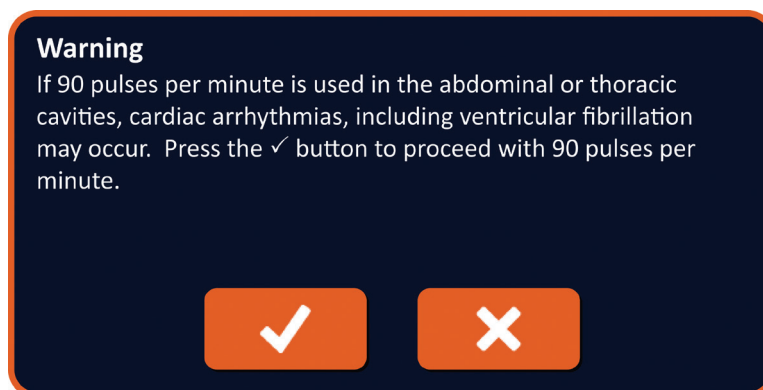 Warning
If 90 pulses per minute is used in the abdominal or thoracic
cavities, cardiac arrhythmias, including ventricular fibrillation
may occur.  Press the ✓ button to proceed with 90 pulses per
minute.